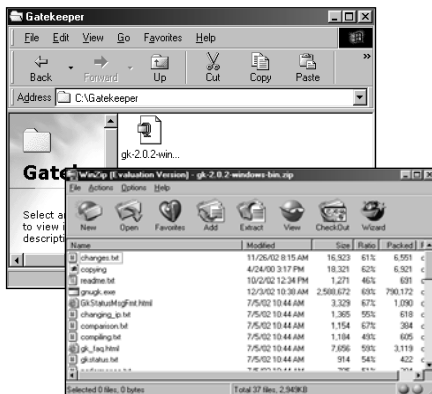 Gatekeeper
File Edit View Go Favorites Help
Back Forward Up Cut Copy Paste »
Address C:\Gatekeeper
gk-2.0.2-win...
Select a
to view i
descripti
WinZip (Evaluation Version) - gk-2.0.2-windows-bin.zip
File Actions Options Help
New Open Favorites Add Extract View CheckOut Wizard
Name Modified Size Ratio Packed
changes.txt 11/26/02 8:15 AM 16,923 61% 6,551
copying 4/24/00 3:17 PM 18,321 62% 6,921
readme.txt 10/2/02 12:34 PM 1,271 46% 691
gnugk.exe 12/3/02 10:38 AM 2,508,672 69% 790,172
GkStatusMsgFmt.html 7/5/02 10:44 AM 3,329 67% 1,090
changing_ip.txt 7/5/02 10:44 AM 1,365 55% 618
comparison.txt 7/5/02 10:44 AM 1,154 67% 384
compiling.txt 7/5/02 10:44 AM 1,184 49% 605
gk_faq.html 7/5/02 10:44 AM 7,656 59% 3,119
gkstatus.txt 7/5/02 10:44 AM 914 54% 422
Selected 0 files, 0 bytes Total 37 files, 2,949KB